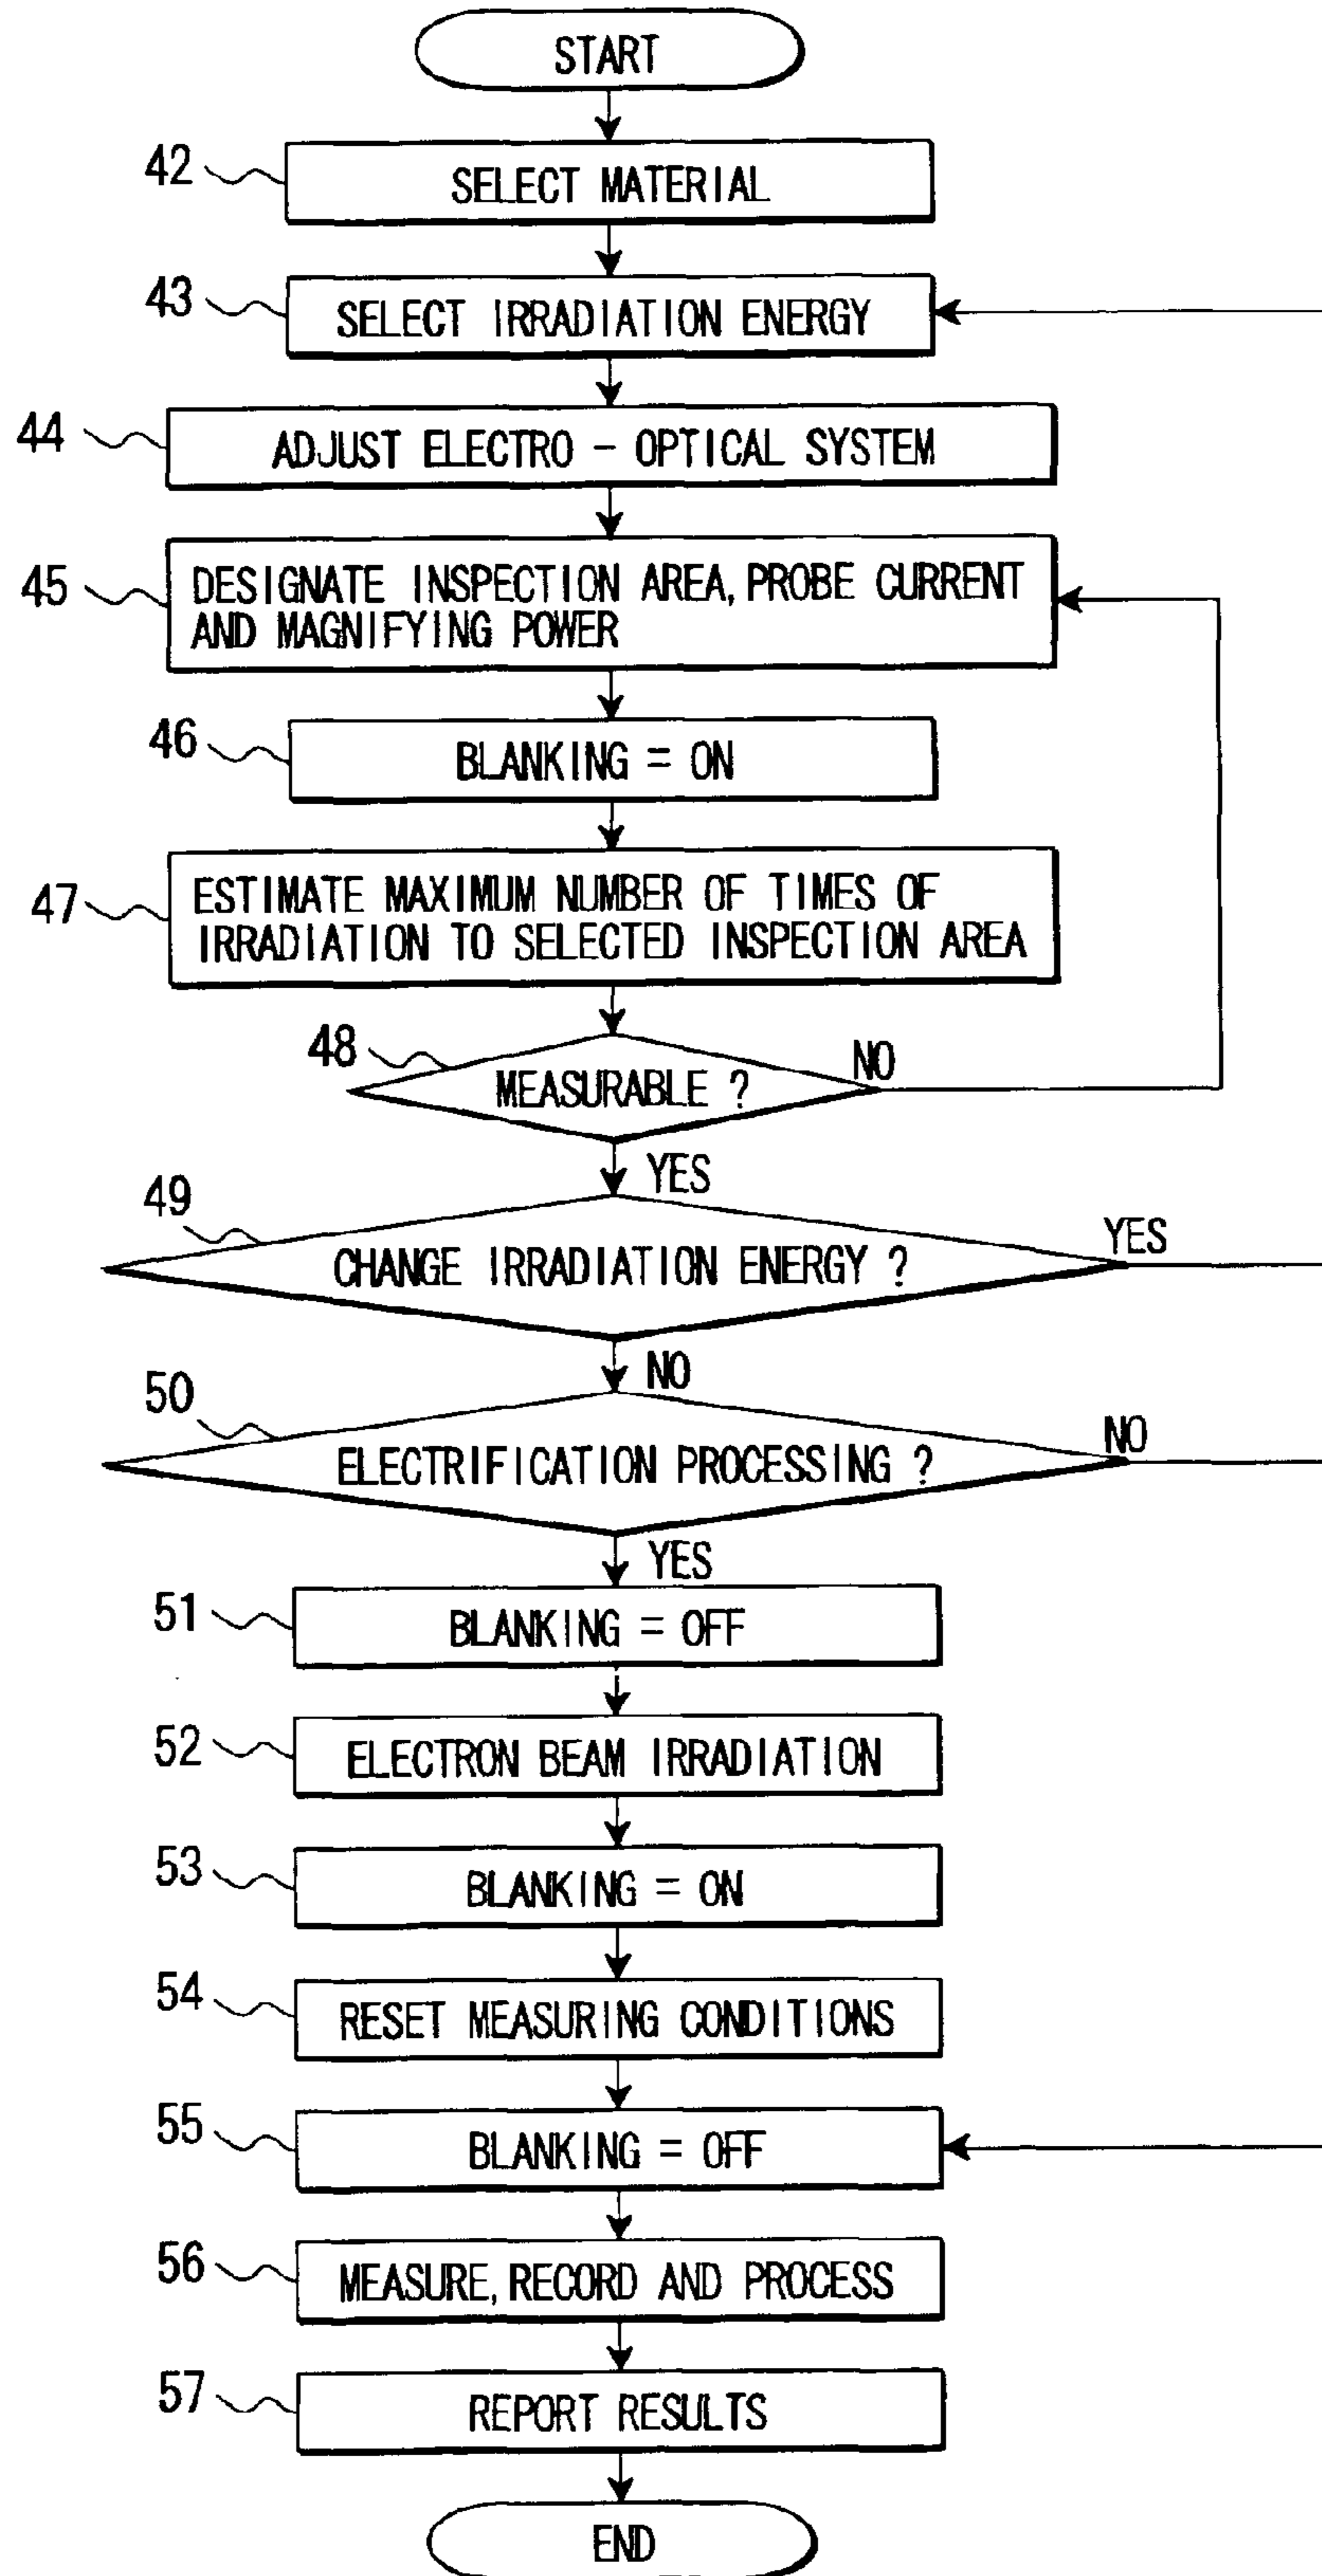 START
42
SELECT MATERIAL
43
SELECT IRRADIATION ENERGY
44
ADJUST ELECTRO - OPTICAL SYSTEM
45
DESIGNATE INSPECTION AREA, PROBE CURRENT
AND MAGNIFYING POWER
46
BLANKING = ON
47
ESTIMATE MAXIMUM NUMBER OF TIMES OF
IRRADIATION TO SELECTED INSPECTION AREA
48
MEASURABLE ?
NO
YES
49
CHANGE IRRADIATION ENERGY ?
YES
NO
50
ELECTRIFICATION PROCESSING ?
NO
YES
51
BLANKING = OFF
52
ELECTRON BEAM IRRADIATION
53
BLANKING = ON
54
RESET MEASURING CONDITIONS
55
BLANKING = OFF
56
MEASURE, RECORD AND PROCESS
57
REPORT RESULTS
END